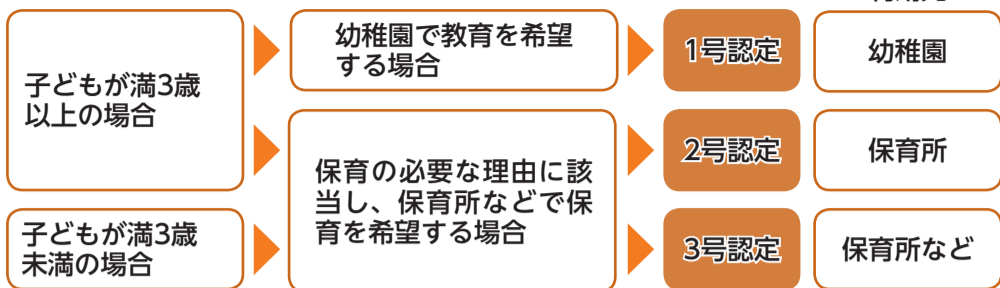 子どもが満3歳
以上の場合
幼稚園で教育を希望
する場合
1号認定
幼稚園
保育の必要な理由に該
当し、保育所などで保
育を希望する場合
2号認定
保育所
子どもが満3歳
未満の場合
3号認定
保育所など